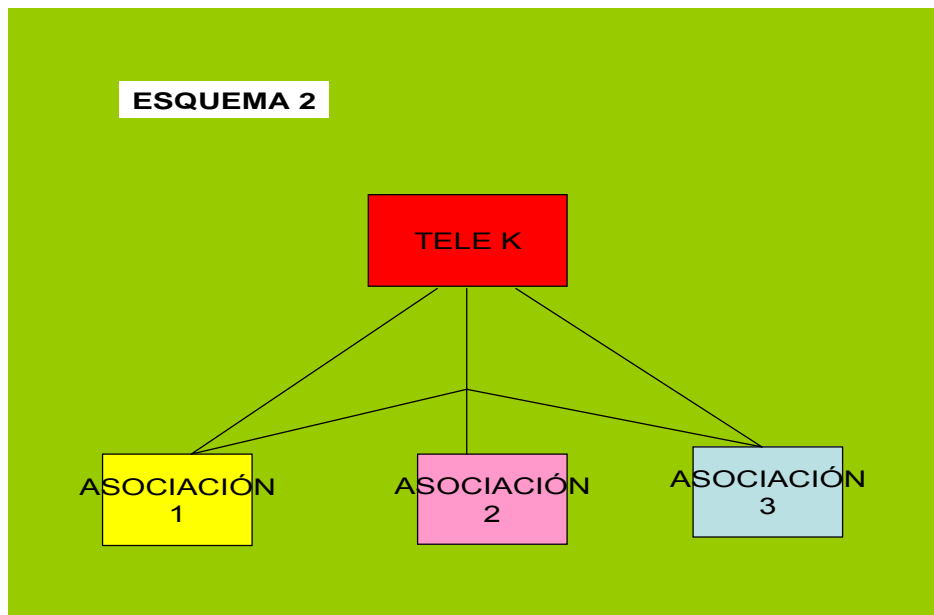 ESQUEMA 2
TELE K
ASOCIACIÓN
1
ASOCIACIÓN
2
ASOCIACIÓN
3